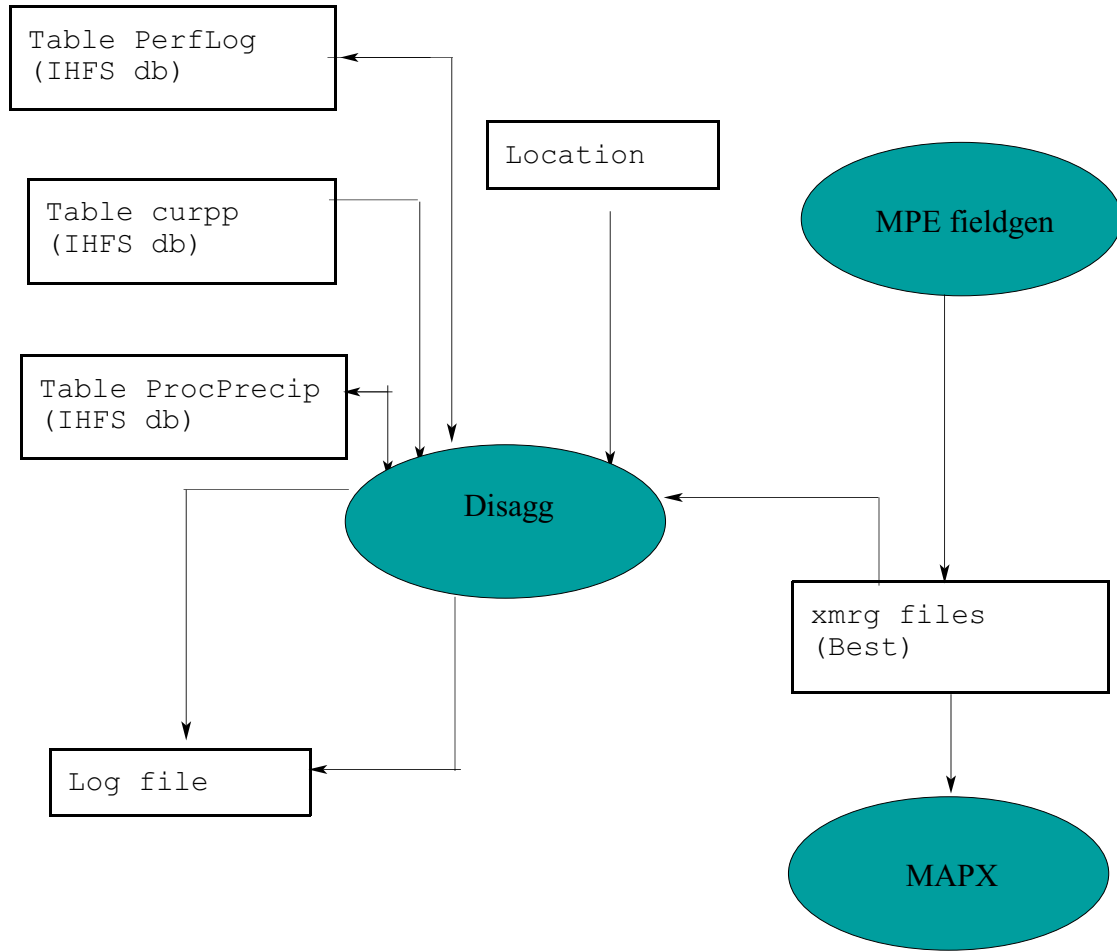 Table PerfLog
(IHFS db)
Location
Table curpp
(IHFS db)
MPE fieldgen
Table ProcPrecip
(IHFS db)
Disagg
xmrg files
(Best)
Log file
MAPX